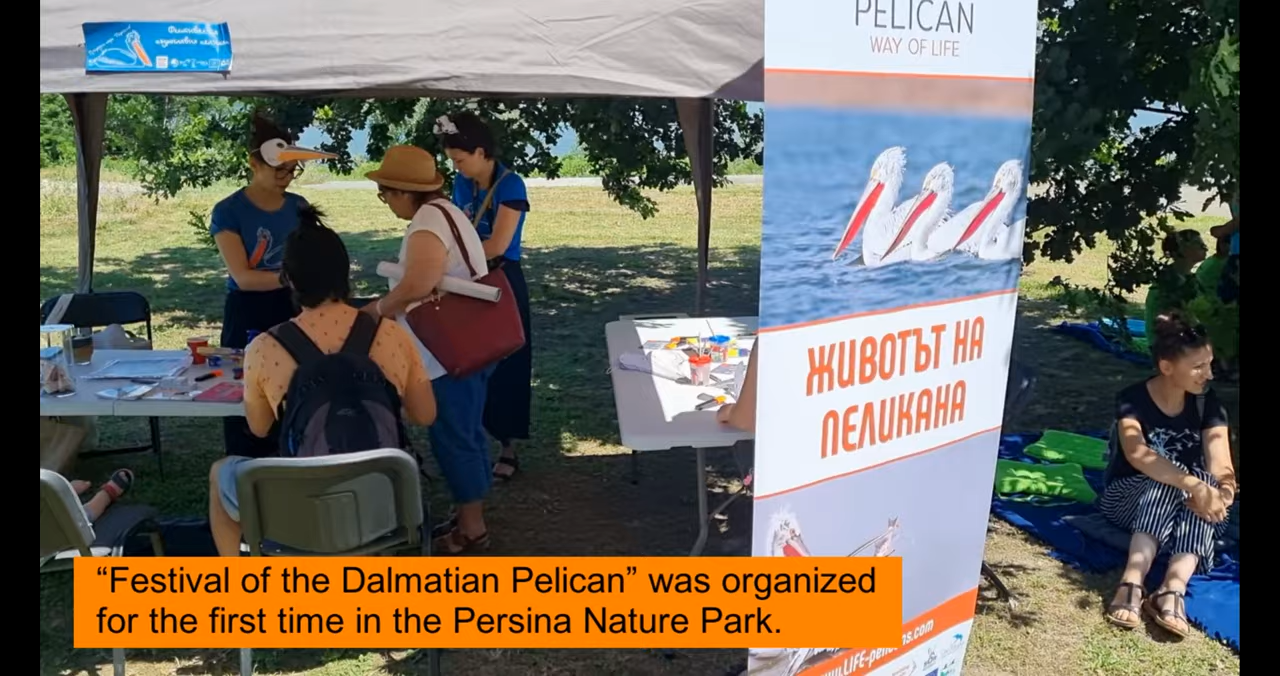 PELICAN
WAY OF LIFE
ЖИВОТЪТ НА
ПЕЛИКАНА
“Festival of the Dalmatian Pelican” was organized
for the first time in the Persina Nature Park.